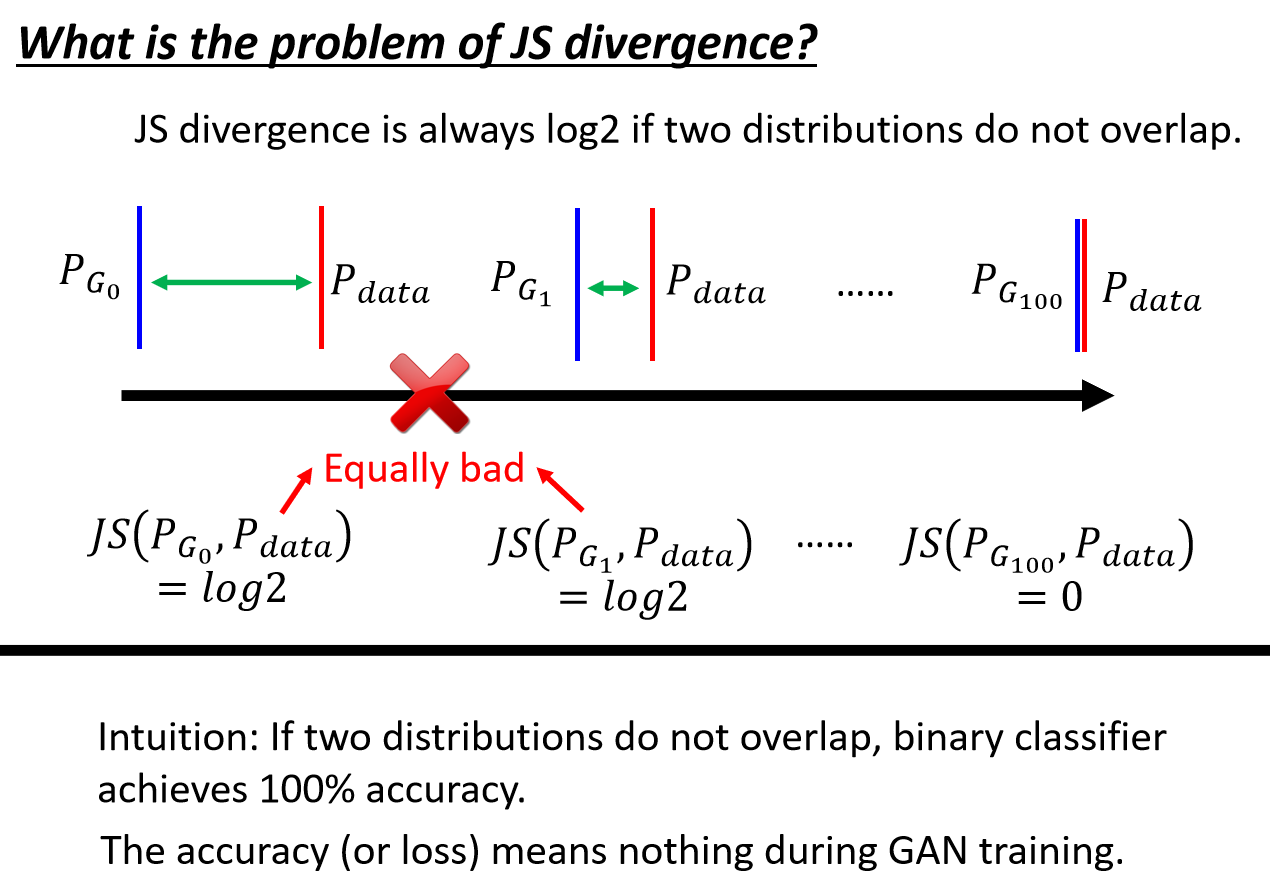 What is the problem of JS divergence?
JS divergence is always log2 if two distributions do not overlap.
P_{G_0} P_{data} P_{G_1} P_{data} …… P_{G_{100}} P_{data}
Equally bad
JS(P_{G_0}, P_{data}) JS(P_{G_1}, P_{data}) …… JS(P_{G_{100}}, P_{data})
= log2 = log2 = 0
Intuition: If two distributions do not overlap, binary classifier
achieves 100% accuracy.
The accuracy (or loss) means nothing during GAN training.